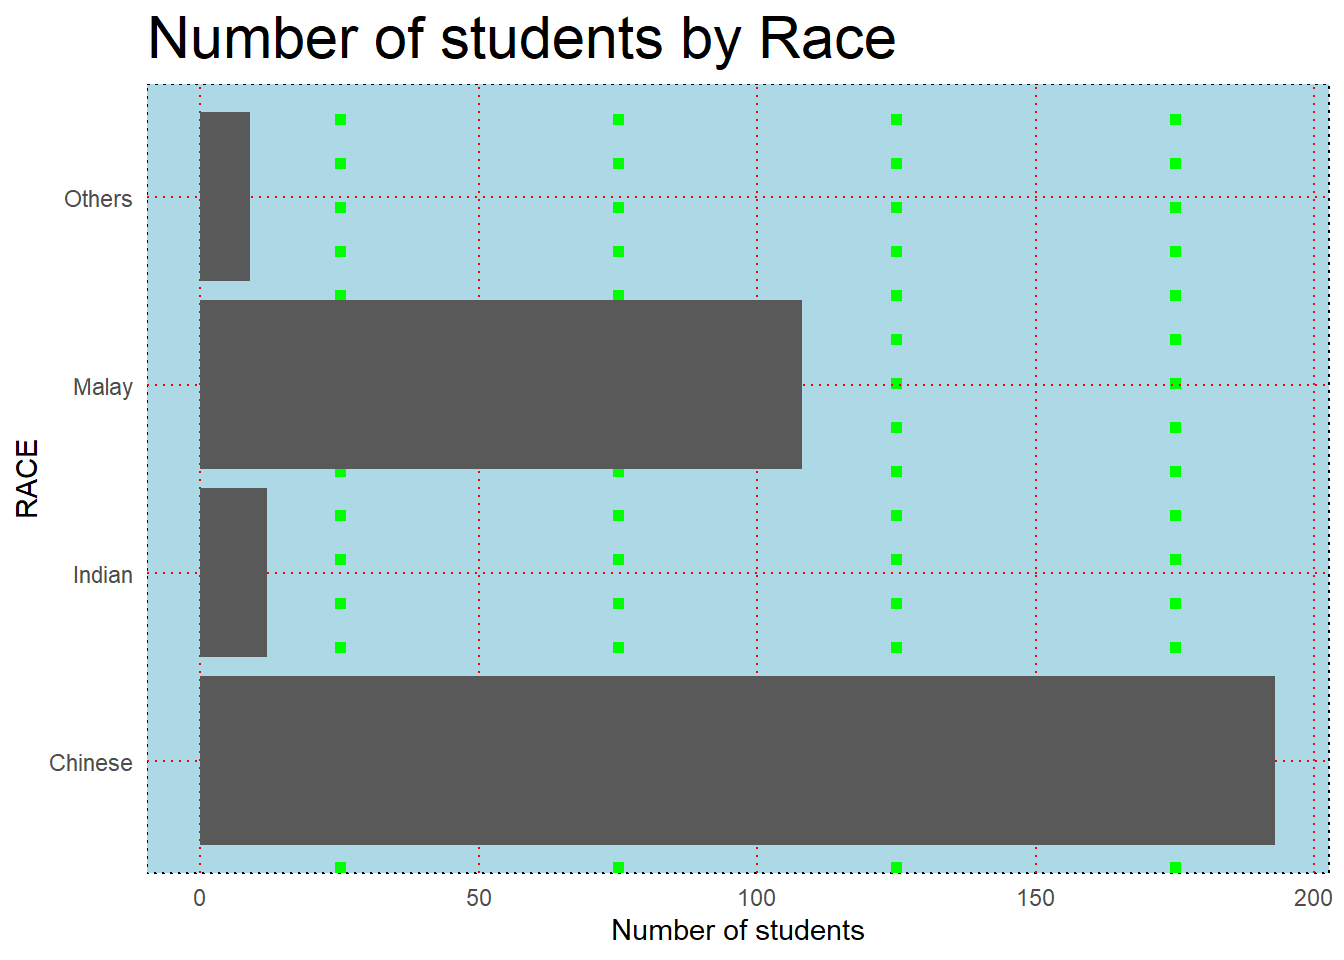 Number of students by Race
Others
Malay
Indian
Chinese
RACE
0 50 100 150 200
Number of students